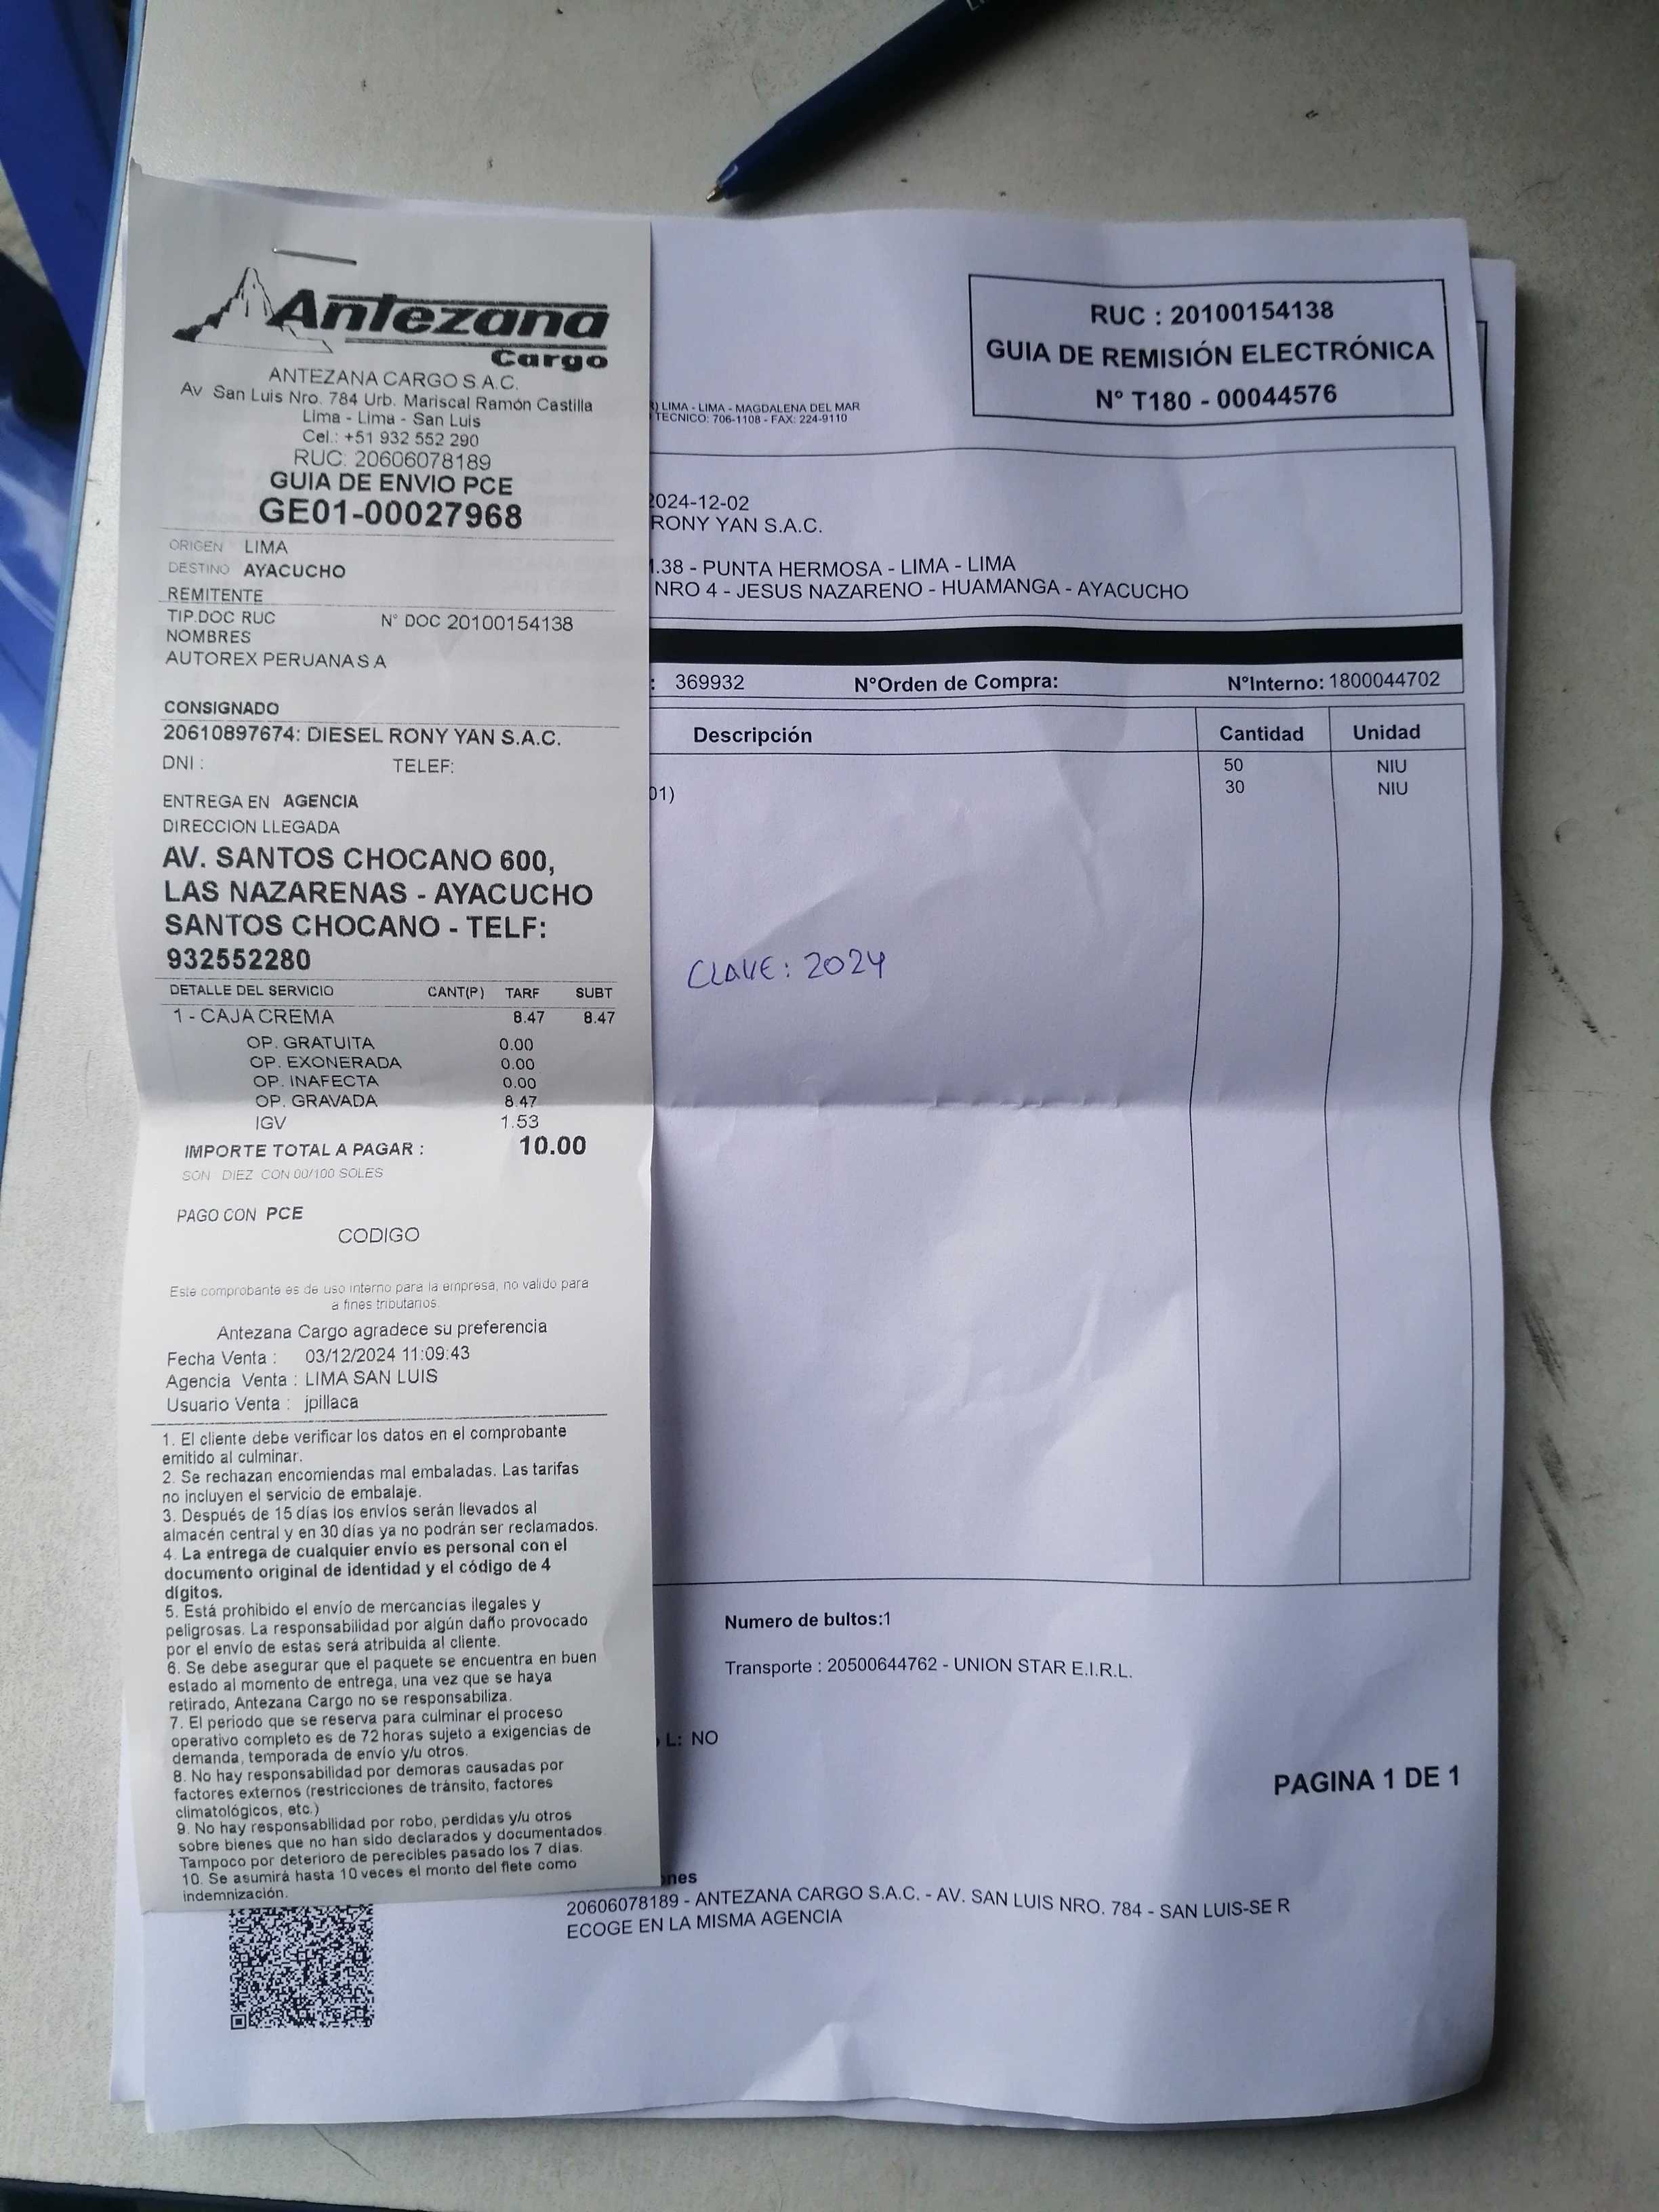 Antezana
Cargo
ANTEZANA CARGO S.A.C.
Av San Luis Nro. 784 Urb. Mariscal Ramón Castilla
Lima - Lima - San Luis
Cel.: +51 932 552 290
RUC: 20606078189
GUIA DE ENVIO PCE
GE01-00027968
ORIGEN LIMA
DESTINO AYACUCHO
REMITENTE
TIP.DOC RUC N° DOC 20100154138
NOMBRES
AUTOREX PERUANA S A
CONSIGNADO
20610897674: DIESEL RONY YAN S.A.C.
DNI : TELEF:
ENTREGA EN AGENCIA
DIRECCION LLEGADA
AV. SANTOS CHOCANO 600,
LAS NAZARENAS - AYACUCHO
SANTOS CHOCANO - TELF:
932552280
DETALLE DEL SERVICIO CANT(P) TARF SUBT
1 - CAJA CREMA 8.47 8.47
OP. GRATUITA 0.00
OP. EXONERADA 0.00
OP. INAFECTA 0.00
OP. GRAVADA 8.47
IGV 1.53
IMPORTE TOTAL A PAGAR : 10.00
SON DIEZ CON 00/100 SOLES
PAGO CON PCE
CODIGO
Este comprobante es de uso interno para la empresa, no valido para
a fines tributarios.
Antezana Cargo agradece su preferencia
Fecha Venta : 03/12/2024 11:09:43
Agencia Venta : LIMA SAN LUIS
Usuario Venta : jpillaca
1. El cliente debe verificar los datos en el comprobante
emitido al culminar.
2. Se rechazan encomiendas mal embaladas. Las tarifas
no incluyen el servicio de embalaje.
3. Después de 15 días los envíos serán llevados al
almacén central y en 30 días ya no podrán ser reclamados.
4. La entrega de cualquier envío es personal con el
documento original de identidad y el código de 4
dígitos.
5. Está prohibido el envío de mercancias ilegales y
peligrosas. La responsabilidad por algún daño provocado
por el envío de estas será atribuida al cliente.
6. Se debe asegurar que el paquete se encuentra en buen
estado al momento de entrega, una vez que se haya
retirado, Antezana Cargo no se responsabiliza.
7. El periodo que se reserva para culminar el proceso
operativo completo es de 72 horas sujeto a exigencias de
demanda, temporada de envío y/u otros.
8. No hay responsabilidad por demoras causadas por
factores externos (restricciones de tránsito, factores
climatológicos, etc.)
9. No hay responsabilidad por robo, perdidas y/u otros
sobre bienes que no han sido declarados y documentados.
Tampoco por deterioro de perecibles pasado los 7 días.
10. Se asumirá hasta 10 veces el monto del flete como
indemnización.
RUC : 20100154138
GUIA DE REMISIÓN ELECTRÓNICA
N° T180 - 00044576
) LIMA - LIMA - MAGDALENA DEL MAR
TECNICO: 706-1108 - FAX: 224-9110
2024-12-02
RONY YAN S.A.C.
.38 - PUNTA HERMOSA - LIMA - LIMA
NRO 4 - JESUS NAZARENO - HUAMANGA - AYACUCHO
: 369932 N°Orden de Compra: N°Interno: 1800044702
Descripción Cantidad Unidad
50 NIU
01) 30 NIU
CLAVE: 2024
Numero de bultos:1
Transporte : 20500644762 - UNION STAR E.I.R.L.
L: NO
PAGINA 1 DE 1
nes
20606078189 - ANTEZANA CARGO S.A.C. - AV. SAN LUIS NRO. 784 - SAN LUIS-SE R
ECOGE EN LA MISMA AGENCIA